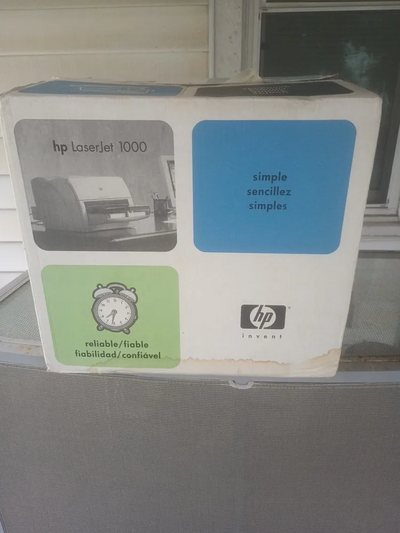 hp LaserJet 1000
simple
sencillez
simples
reliable/fiable
fiabilidad/confiável
hp
invent